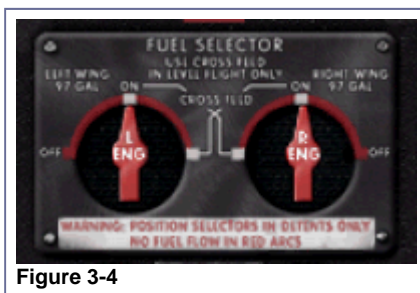 FUEL SELECTOR
USE CROSS FEED
IN LEVEL FLIGHT ONLY
LEFT WING
97 GAL
RIGHT WING
97 GAL
ON
CROSS FEED
ON
OFF
L
ENG
R
ENG
OFF
WARNING: POSITION SELECTORS IN DETENTS ONLY
NO FUEL FLOW IN RED ARCS
Figure 3-4